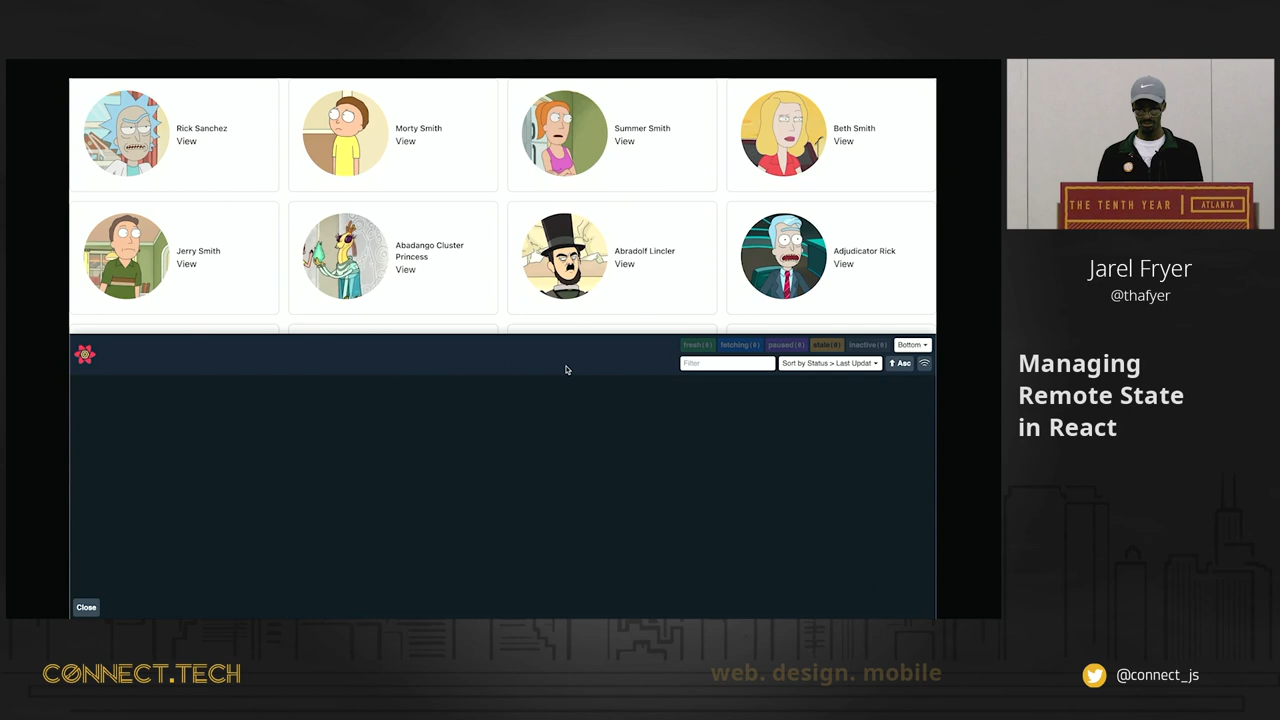 Rick Sanchez
View
Morty Smith
View
Summer Smith
View
Beth Smith
View
Jerry Smith
View
Abadango Cluster
Princess
View
Abradolf Lincler
View
Adjudicator Rick
View
fresh (0)
fetching (0)
paused (0)
stale (0)
inactive (0)
Bottom
Filter
Sort by Status > Last Updat
Asc
Close
THE TENTH YEAR
ATLANTA
Jarel Fryer
@thafyer
Managing
Remote State
in React
CONNECT.TECH
web. design. mobile
@connect_js